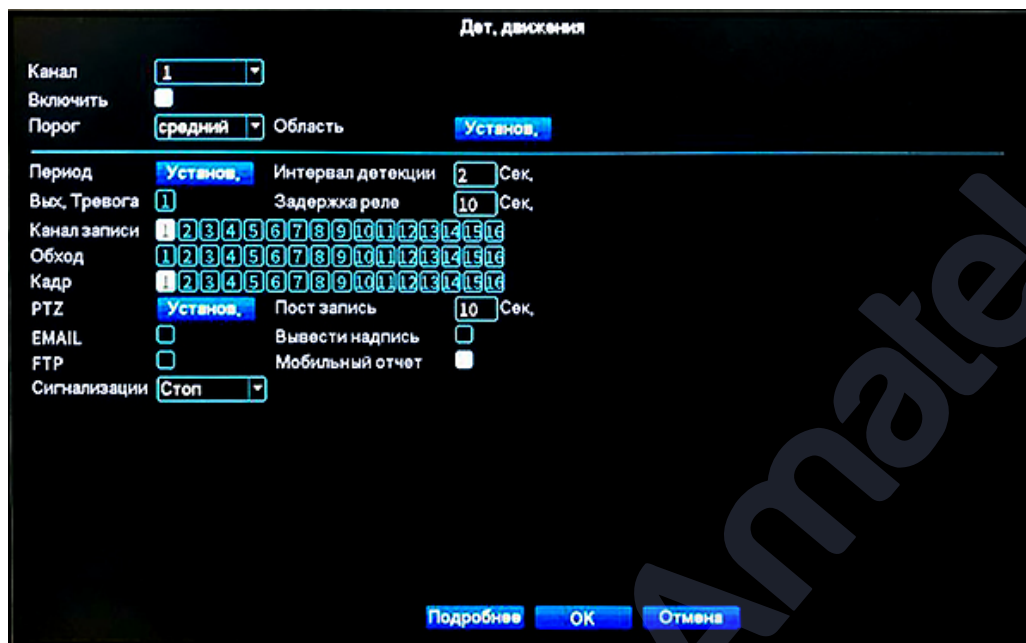 Дет. движения
Канал 1
Включить
Порог средний Область Установ.
Период Установ. Интервал детекции 2 Сек.
Вых. Тревога 1 Задержка реле 10 Сек.
Канал записи 1 2 3 4 5 6 7 8 9 10 11 12 13 14 15 16
Обход 1 2 3 4 5 6 7 8 9 10 11 12 13 14 15 16
Кадр 1 2 3 4 5 6 7 8 9 10 11 12 13 14 15 16
PTZ Установ. Пост запись 10 Сек.
EMAIL Вывести надпись
FTP Мобильный отчет
Сигнализации Стоп
Подробнее OK Отмена
Amatek